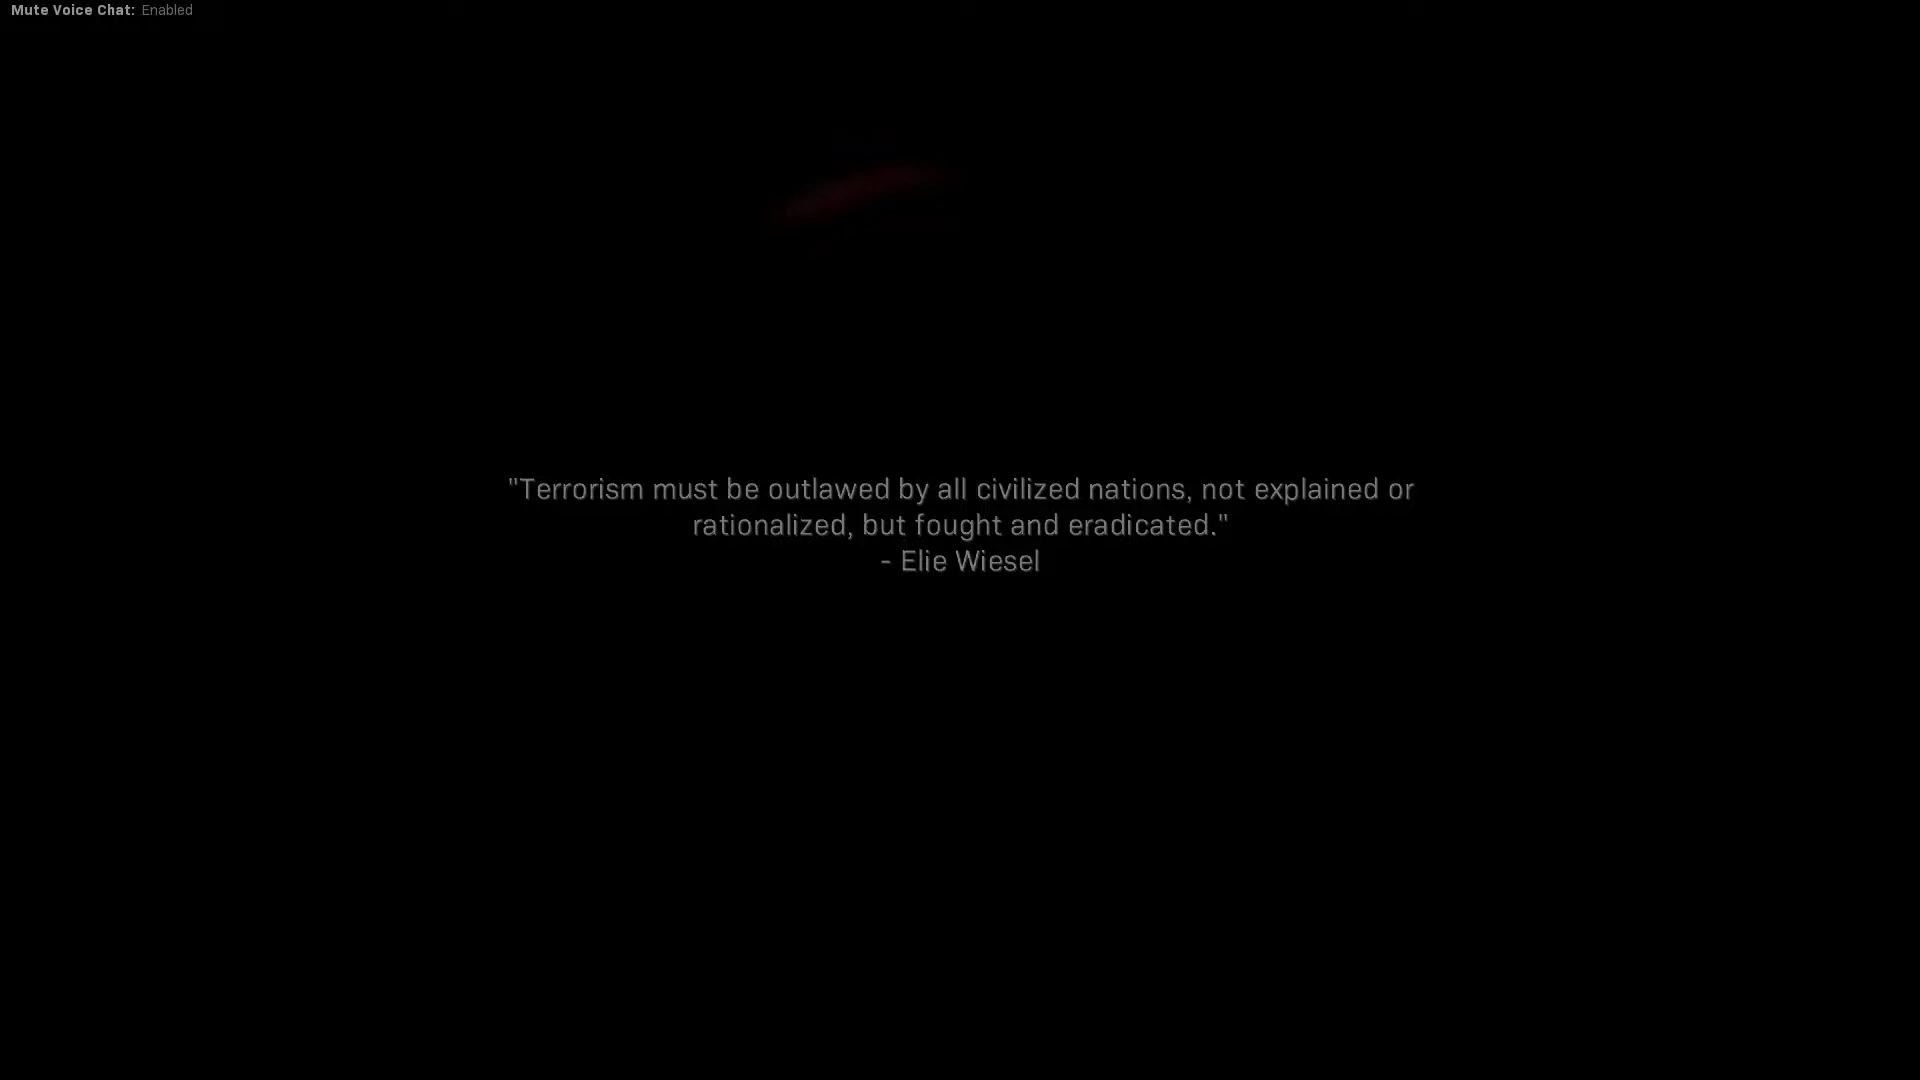 Mute Voice Chat: Enabled
"Terrorism must be outlawed by all civilized nations, not explained or
rationalized, but fought and eradicated."
- Elie Wiesel